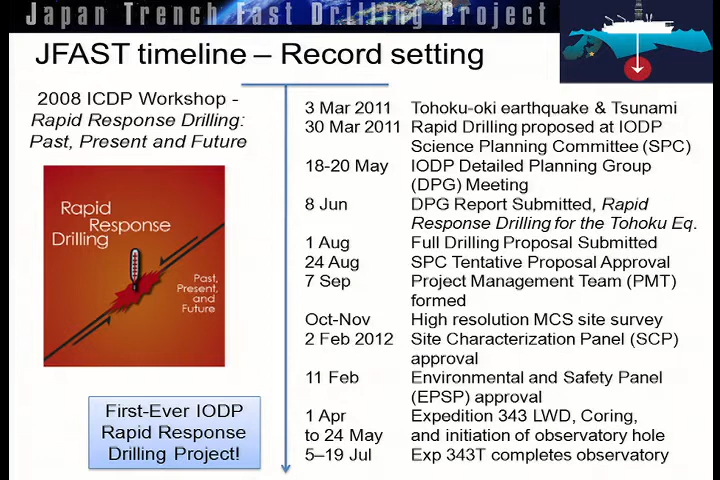 Japan Trench Fast Drilling Project
JFAST timeline – Record setting
2008 ICDP Workshop -
Rapid Response Drilling:
Past, Present and Future
Rapid
Response
Drilling
Past,
Present,
and
Future
First-Ever IODP
Rapid Response
Drilling Project!
3 Mar 2011 Tohoku-oki earthquake & Tsunami
30 Mar 2011 Rapid Drilling proposed at IODP
Science Planning Committee (SPC)
18-20 May IODP Detailed Planning Group
(DPG) Meeting
8 Jun DPG Report Submitted, Rapid
Response Drilling for the Tohoku Eq.
1 Aug Full Drilling Proposal Submitted
24 Aug SPC Tentative Proposal Approval
7 Sep Project Management Team (PMT)
formed
Oct-Nov High resolution MCS site survey
2 Feb 2012 Site Characterization Panel (SCP)
approval
11 Feb Environmental and Safety Panel
(EPSP) approval
1 Apr Expedition 343 LWD, Coring,
to 24 May and initiation of observatory hole
5–19 Jul Exp 343T completes observatory